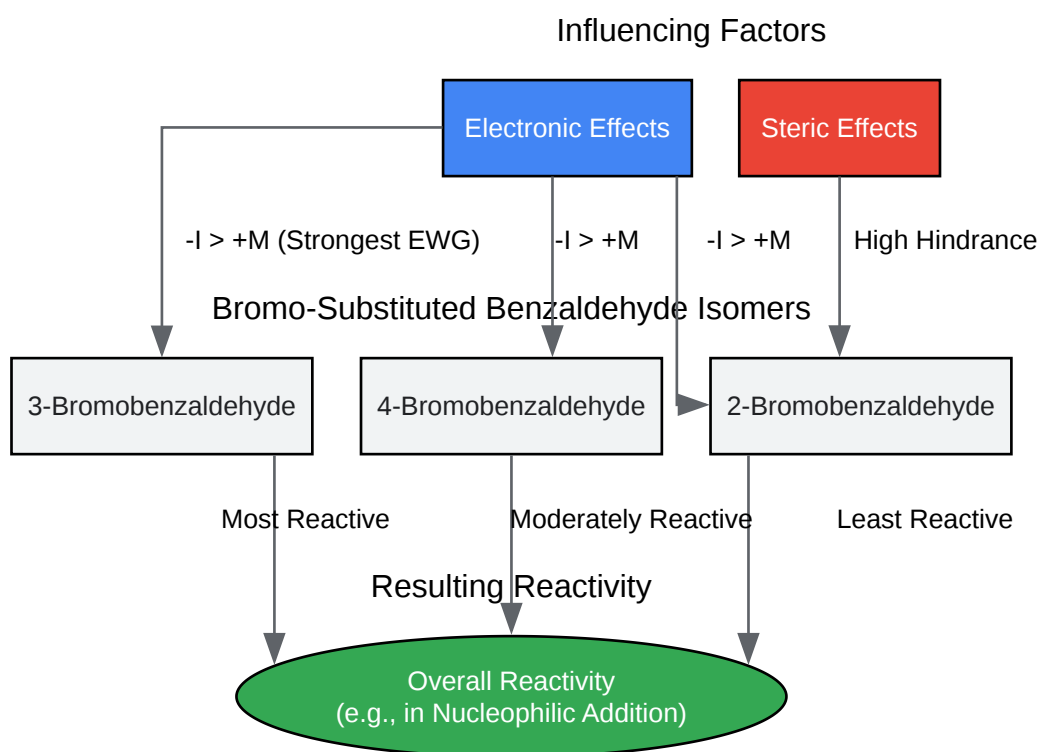 Influencing Factors
Electronic Effects
Steric Effects
-I > +M (Strongest EWG)
-I > +M
-I > +M
High Hindrance
Bromo-Substituted Benzaldehyde Isomers
3-Bromobenzaldehyde
4-Bromobenzaldehyde
2-Bromobenzaldehyde
Most Reactive
Moderately Reactive
Least Reactive
Resulting Reactivity
Overall Reactivity
(e.g., in Nucleophilic Addition)